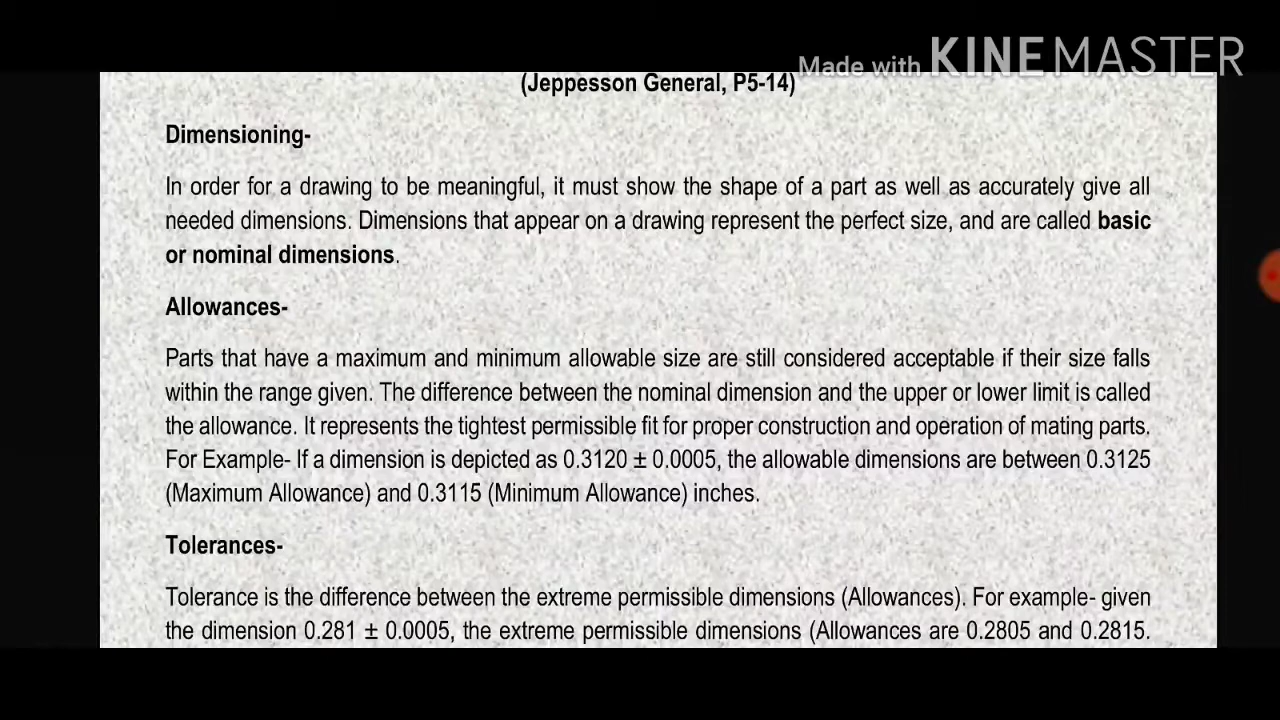 Made with KINEMASTER
(Jeppesson General, P5-14)
Dimensioning-
In order for a drawing to be meaningful, it must show the shape of a part as well as accurately give all
needed dimensions. Dimensions that appear on a drawing represent the perfect size, and are called basic
or nominal dimensions.
Allowances-
Parts that have a maximum and minimum allowable size are still considered acceptable if their size falls
within the range given. The difference between the nominal dimension and the upper or lower limit is called
the allowance. It represents the tightest permissible fit for proper construction and operation of mating parts.
For Example- If a dimension is depicted as 0.3120 ± 0.0005, the allowable dimensions are between 0.3125
(Maximum Allowance) and 0.3115 (Minimum Allowance) inches.
Tolerances-
Tolerance is the difference between the extreme permissible dimensions (Allowances). For example- given
the dimension 0.281 ± 0.0005, the extreme permissible dimensions (Allowances are 0.2805 and 0.2815.